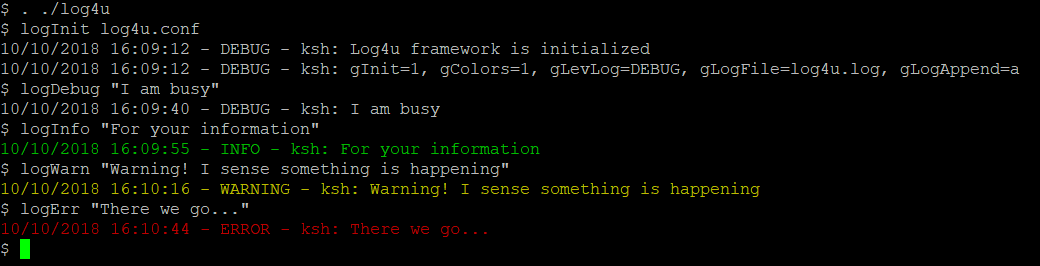 $ . ./log4u
$ logInit log4u.conf
10/10/2018 16:09:12 - DEBUG - ksh: Log4u framework is initialized
10/10/2018 16:09:12 - DEBUG - ksh: gInit=1, gColors=1, gLevLog=DEBUG, gLogFile=log4u.log, gLogAppend=a
$ logDebug "I am busy"
10/10/2018 16:09:40 - DEBUG - ksh: I am busy
$ logInfo "For your information"
10/10/2018 16:09:55 - INFO - ksh: For your information
$ logWarn "Warning! I sense something is happening"
10/10/2018 16:10:16 - WARNING - ksh: Warning! I sense something is happening
$ logErr "There we go..."
10/10/2018 16:10:44 - ERROR - ksh: There we go...
$